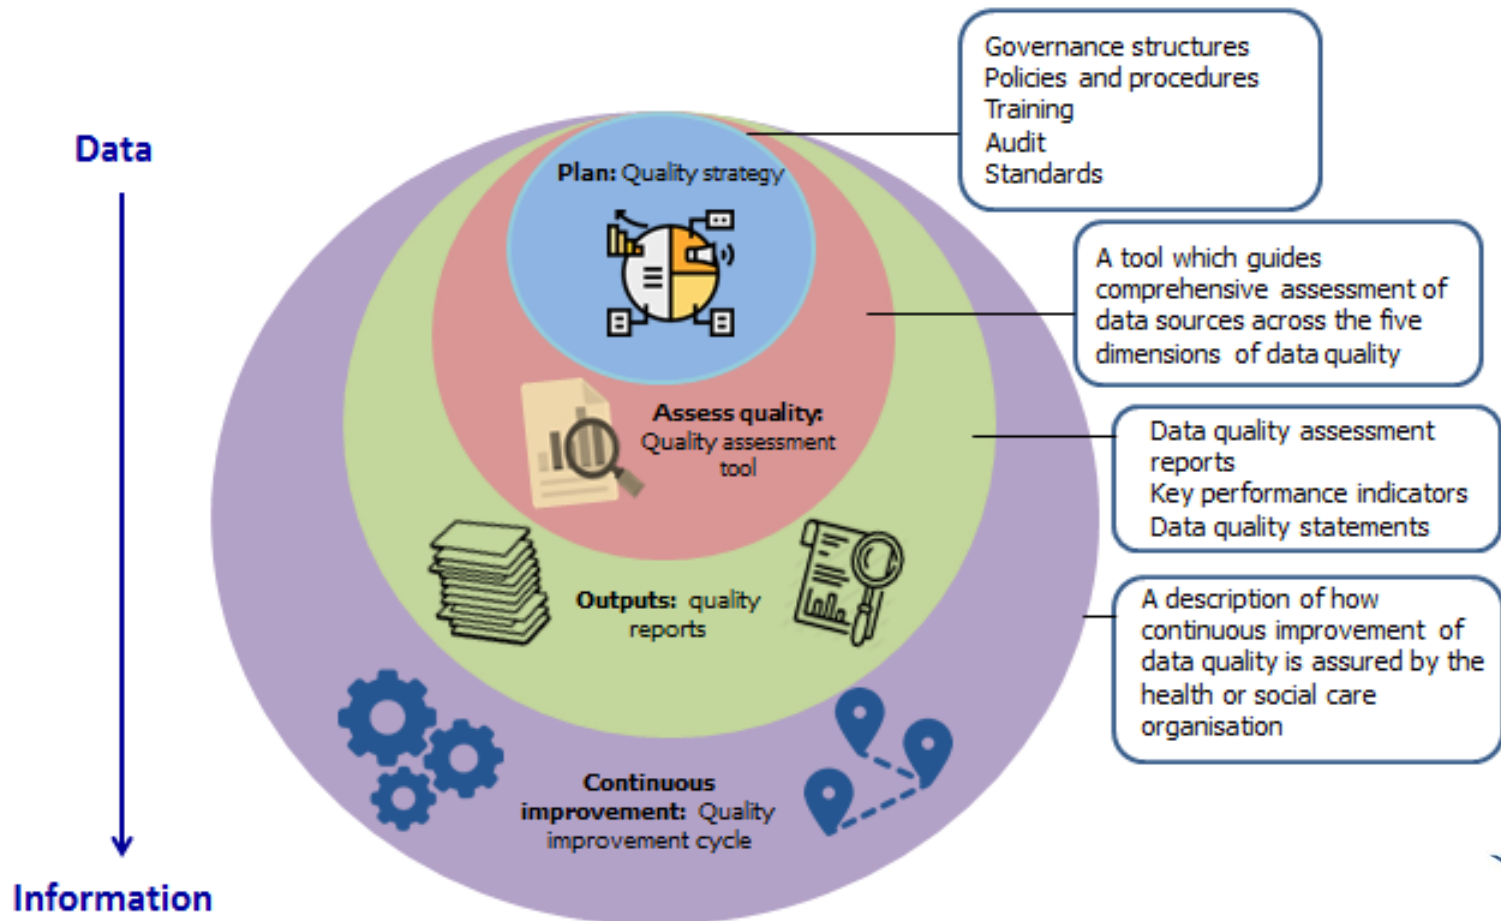 Data
Information
Plan: Quality strategy
Assess quality:
Quality assessment
tool
Outputs: quality
reports
Continuous
improvement: Quality
improvement cycle
Governance structures
Policies and procedures
Training
Audit
Standards
A tool which guides
comprehensive assessment of
data sources across the five
dimensions of data quality
Data quality assessment
reports
Key performance indicators
Data quality statements
A description of how
continuous improvement of
data quality is assured by the
health or social care
organisation